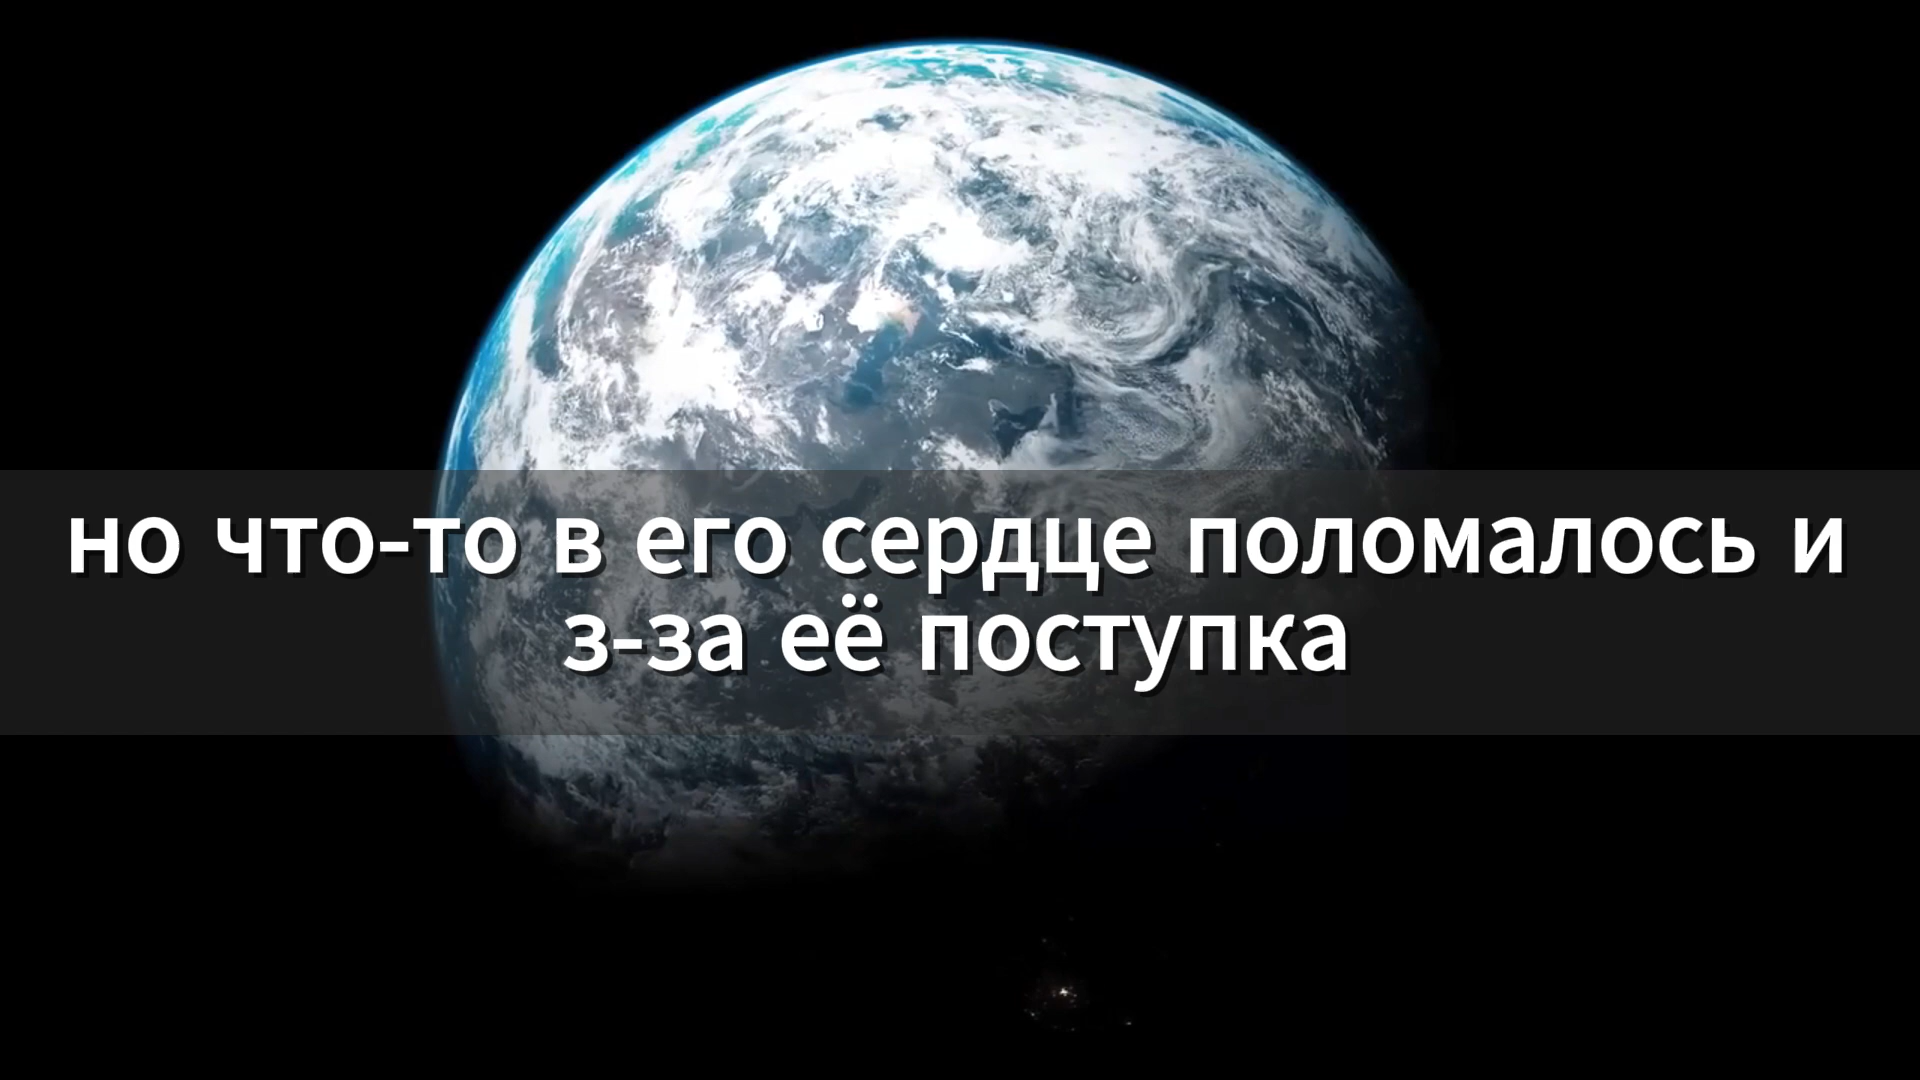 но что-то в его сердце поломалось и
з-за её поступка